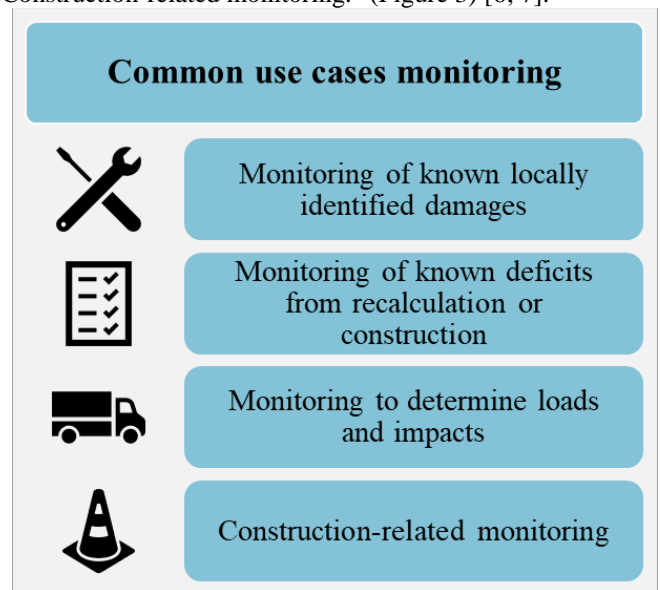 Construction-related monitoring." (Figure 3) [6, 7].
Common use cases monitoring
Monitoring of known locally
identified damages
Monitoring of known deficits
from recalculation or
construction
Monitoring to determine loads
and impacts
Construction-related monitoring